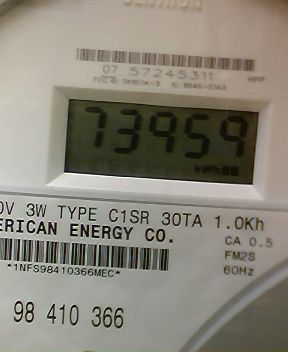 CENTRON
07 57245311
73959
kWh
0V 3W TYPE C1SR 30TA 1.0Kh
ERICAN ENERGY CO.
CA 0.5
FM2S
*1NFS98410366MEC*
60Hz
98 410 366